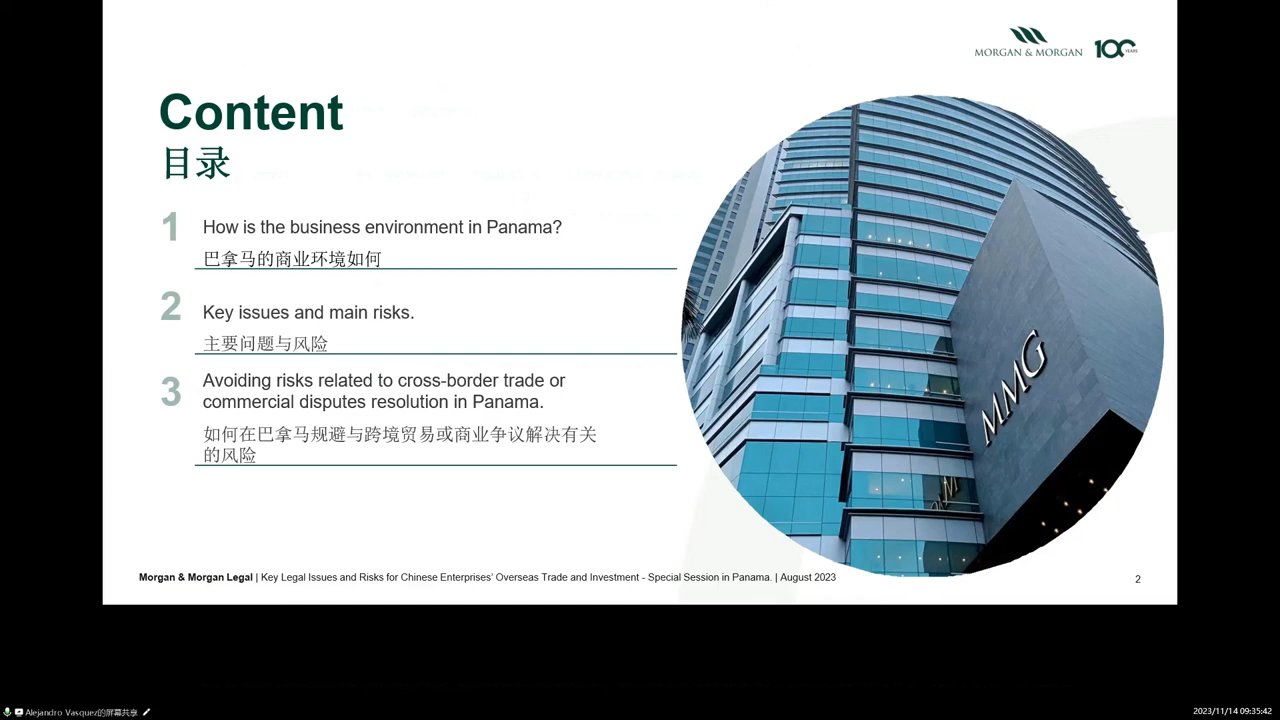 MORGAN & MORGAN
100 YEARS
Content
目录
1
How is the business environment in Panama?
巴拿马的商业环境如何
2
Key issues and main risks.
主要问题与风险
3
Avoiding risks related to cross-border trade or
commercial disputes resolution in Panama.
如何在巴拿马规避与跨境贸易或商业争议解决有关
的风险
MMG
Morgan & Morgan Legal | Key Legal Issues and Risks for Chinese Enterprises' Overseas Trade and Investment - Special Session in Panama. | August 2023
2
Alejandro Vasquez的屏幕共享
2023/11/14 09:35:42